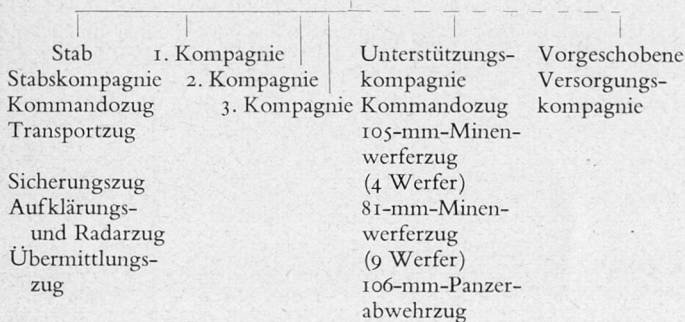 Stab
Stabskompagnie
Kommandozug
Transportzug
Sicherungszug
Aufklärungs-
und Radarzug
Übermittlungs-
zug
1. Kompagnie
2. Kompagnie
3. Kompagnie
Unterstützungs-
kompagnie
Kommandozug
105-mm-Minen-
werferzug
(4 Werfer)
81-mm-Minen-
werferzug
(9 Werfer)
106-mm-Panzer-
abwehrzug
Vorgeschobene
Versorgungs-
kompagnie